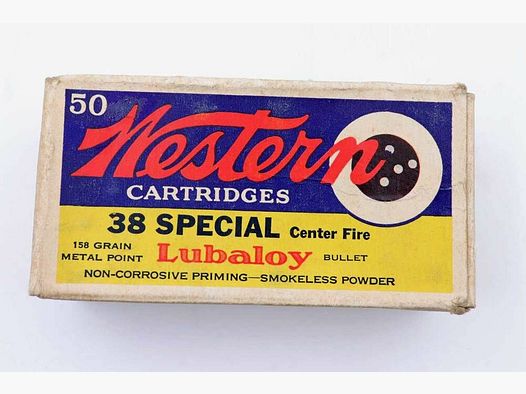 50
Western
CARTRIDGES
38 SPECIAL Center Fire
158 GRAIN
METAL POINT Lubaloy BULLET
NON-CORROSIVE PRIMING—SMOKELESS POWDER